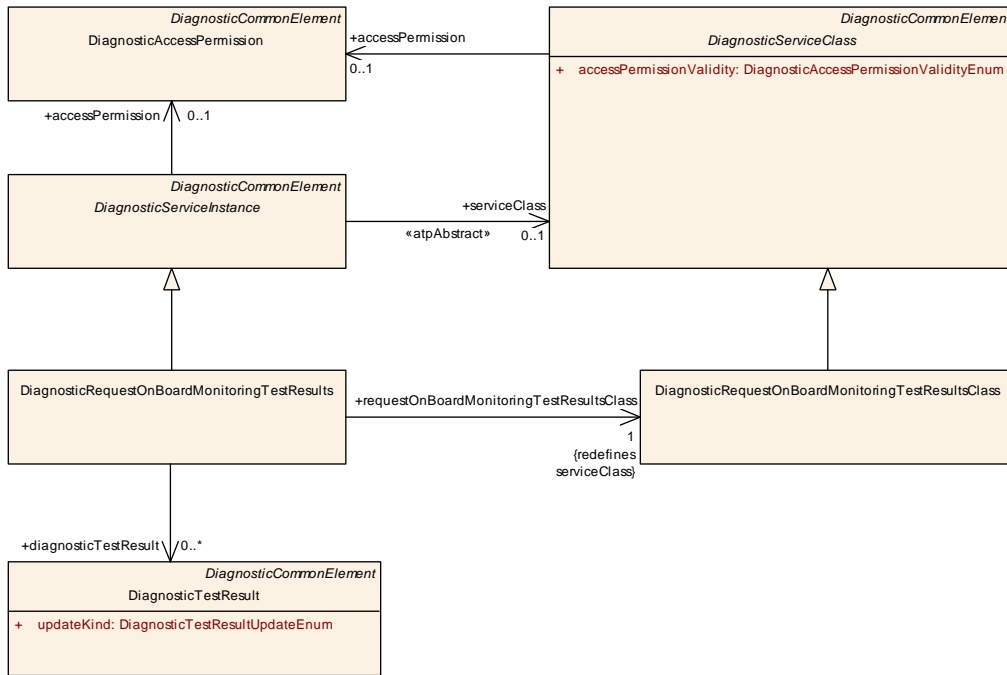 DiagnosticCommonElement
DiagnosticAccessPermission
DiagnosticCommonElement
DiagnosticServiceClass
+ accessPermissionValidity: DiagnosticAccessPermissionValidityEnum
+accessPermission
0..1
+accessPermission
0..1
DiagnosticCommonElement
DiagnosticServiceInstance
+serviceClass
«atpAbstract»
0..1
DiagnosticRequestOnBoardMonitoringTestResults
+requestOnBoardMonitoringTestResultsClass
1
{redefines
serviceClass}
DiagnosticRequestOnBoardMonitoringTestResultsClass
+diagnosticTestResult
0..*
DiagnosticCommonElement
DiagnosticTestResult
+ updateKind: DiagnosticTestResultUpdateEnum